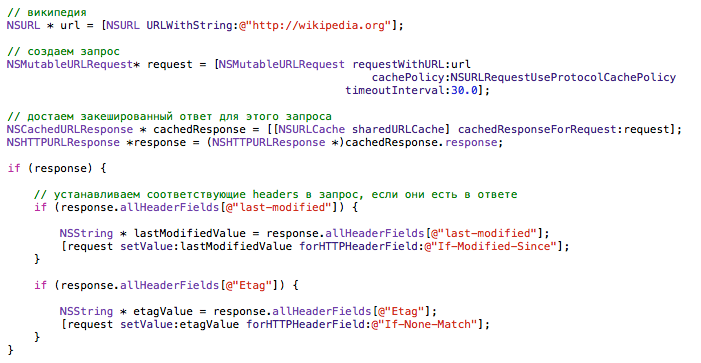 // википедия
NSURL * url = [NSURL URLWithString:@"http://wikipedia.org"];
// создаем запрос
NSMutableURLRequest* request = [NSMutableURLRequest requestWithURL:url
cachePolicy:NSURLRequestUseProtocolCachePolicy
timeoutInterval:30.0];
// достаем закешированный ответ для этого запроса
NSCachedURLResponse * cachedResponse = [[NSURLCache sharedURLCache] cachedResponseForRequest:request];
NSHTTPURLResponse *response = (NSHTTPURLResponse *)cachedResponse.response;
if (response) {
// устанавливаем соответствующие headers в запрос, если они есть в ответе
if (response.allHeaderFields[@"last-modified"]) {
NSString * lastModifiedValue = response.allHeaderFields[@"last-modified"];
[request setValue:lastModifiedValue forHTTPHeaderField:@"If-Modified-Since"];
}
if (response.allHeaderFields[@"Etag"]) {
NSString * etagValue = response.allHeaderFields[@"Etag"];
[request setValue:etagValue forHTTPHeaderField:@"If-None-Match"];
}
}